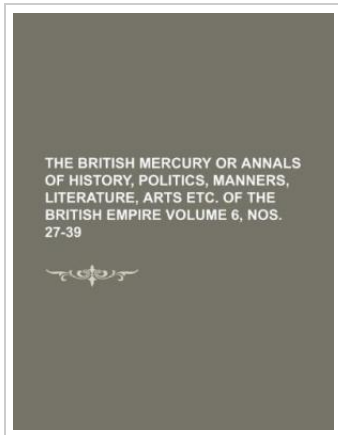 THE BRITISH MERCURY OR ANNALS
OF HISTORY, POLITICS, MANNERS,
LITERATURE, ARTS ETC. OF THE
BRITISH EMPIRE VOLUME 6, NOS.
27-39